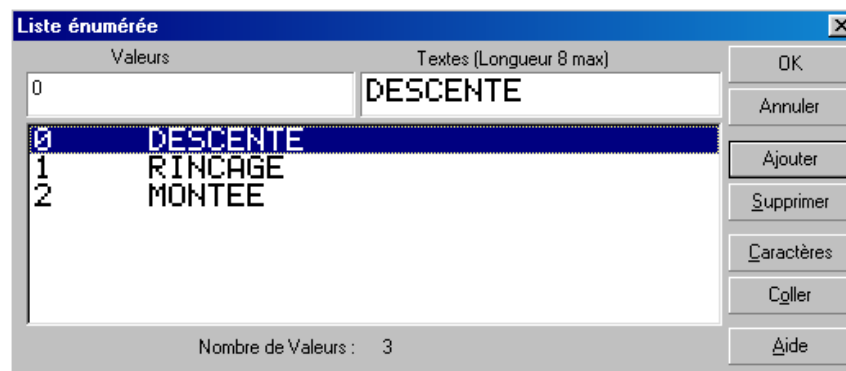 Liste énumérée
Valeurs
Textes (Longueur 8 max)
0
DESCENTE
0 DESCENTE
1 RINCAGE
2 MONTEE
Nombre de Valeurs : 3
OK
Annuler
Ajouter
Supprimer
Caractères
Coller
Aide